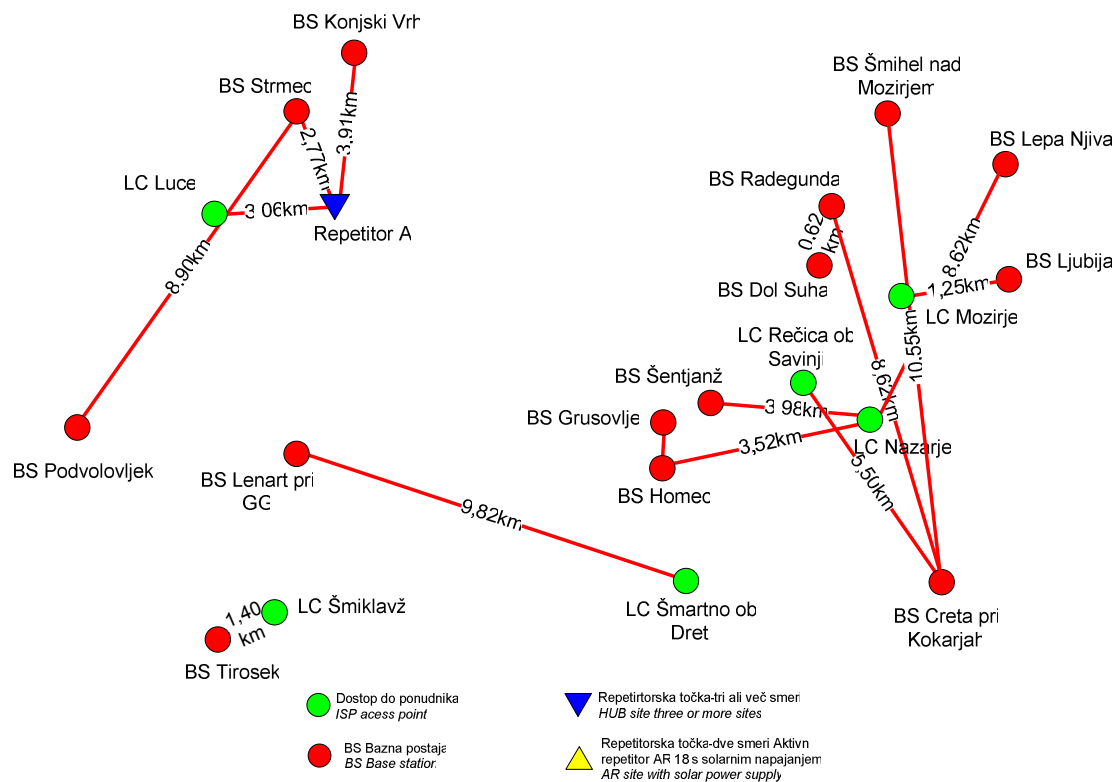 BS Konjski Vrh
BS Strmec
2,77km
3,91km
LC Luce
3 06km
Repetitor A
8.90km
BS Podvolovljek
BS Šmihel nad
Mozirjem
BS Lepa Njiva
BS Radegunda
0.62
km
BS Dol Suha
8.62km
BS Ljubija
1,25km
LC Mozirje
10.55km
LC Rečica ob
Savinji
8,62km
BS Šentjanž
3 98km
BS Grusovlje
3,52km
LC Nazarje
BS Homec
5,50km
BS Lenart pri
GG
9,82km
1,40
km
LC Šmiklavž
BS Tirosek
LC Šmartno ob
Dret
BS Creta pri
Kokarjah
Dostop do ponudnika
ISP acess point
BS Bazna postaja
BS Base station
Repetirtorska točka-tri ali več smeri
HUB site three or more sites
Repetitorska točka-dve smeri Aktivn
repetitor AR 18 s solarnim napajanjem
AR site with solar power supply